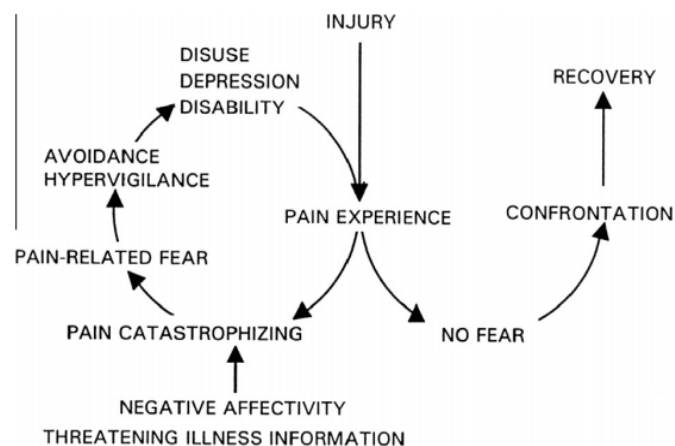 INJURY
DISUSE
DEPRESSION
DISABILITY
RECOVERY
AVOIDANCE
HYPERVIGILANCE
PAIN EXPERIENCE
CONFRONTATION
PAIN-RELATED FEAR
PAIN CATASTROPHIZING
NO FEAR
NEGATIVE AFFECTIVITY
THREATENING ILLNESS INFORMATION